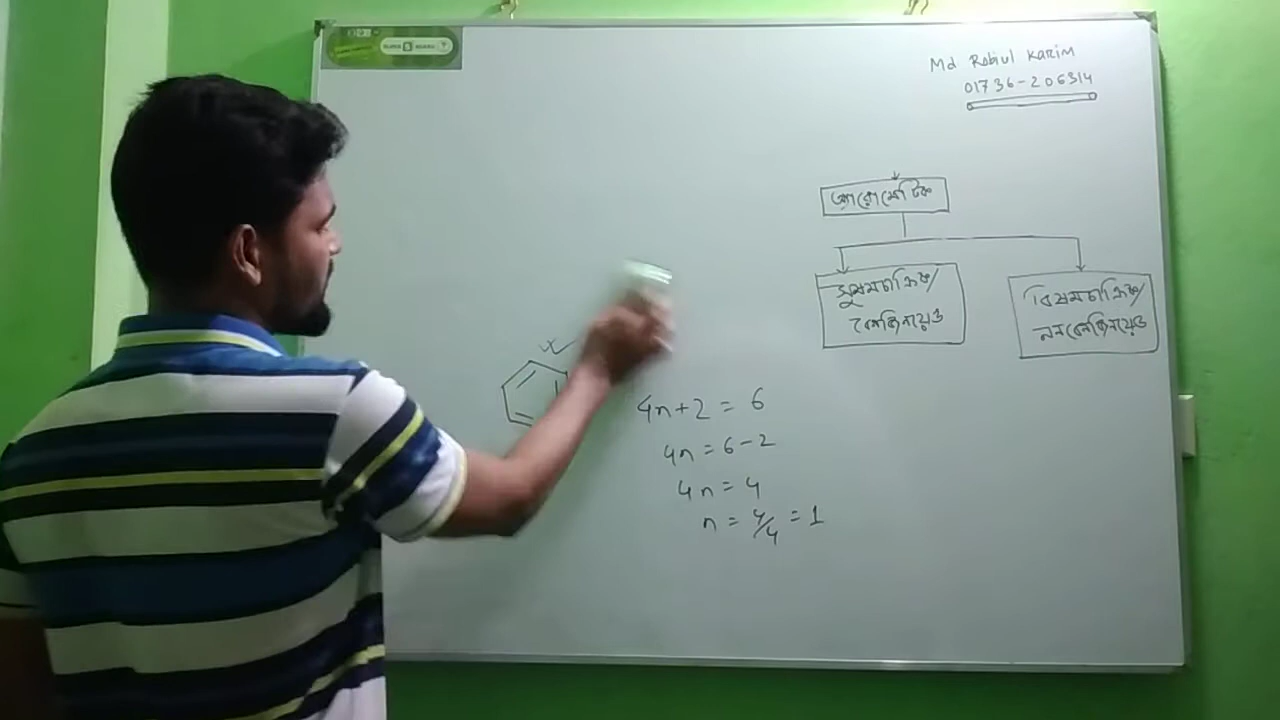 Md Robiul Karim
01736-206314
অ্যারোমেটিক
সুষমচাক্রিক/
বেনজিনয়েড
বিষমচাক্রিক/
ননবেনজিনয়েড
4n+2 = 6
4n = 6-2
4n = 4
n = 4/4 = 1